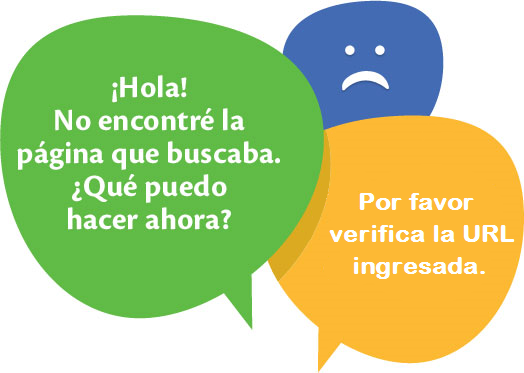 ¡Hola!
No encontré la
página que buscaba.
¿Qué puedo
hacer ahora?
Por favor
verifica la URL
ingresada.